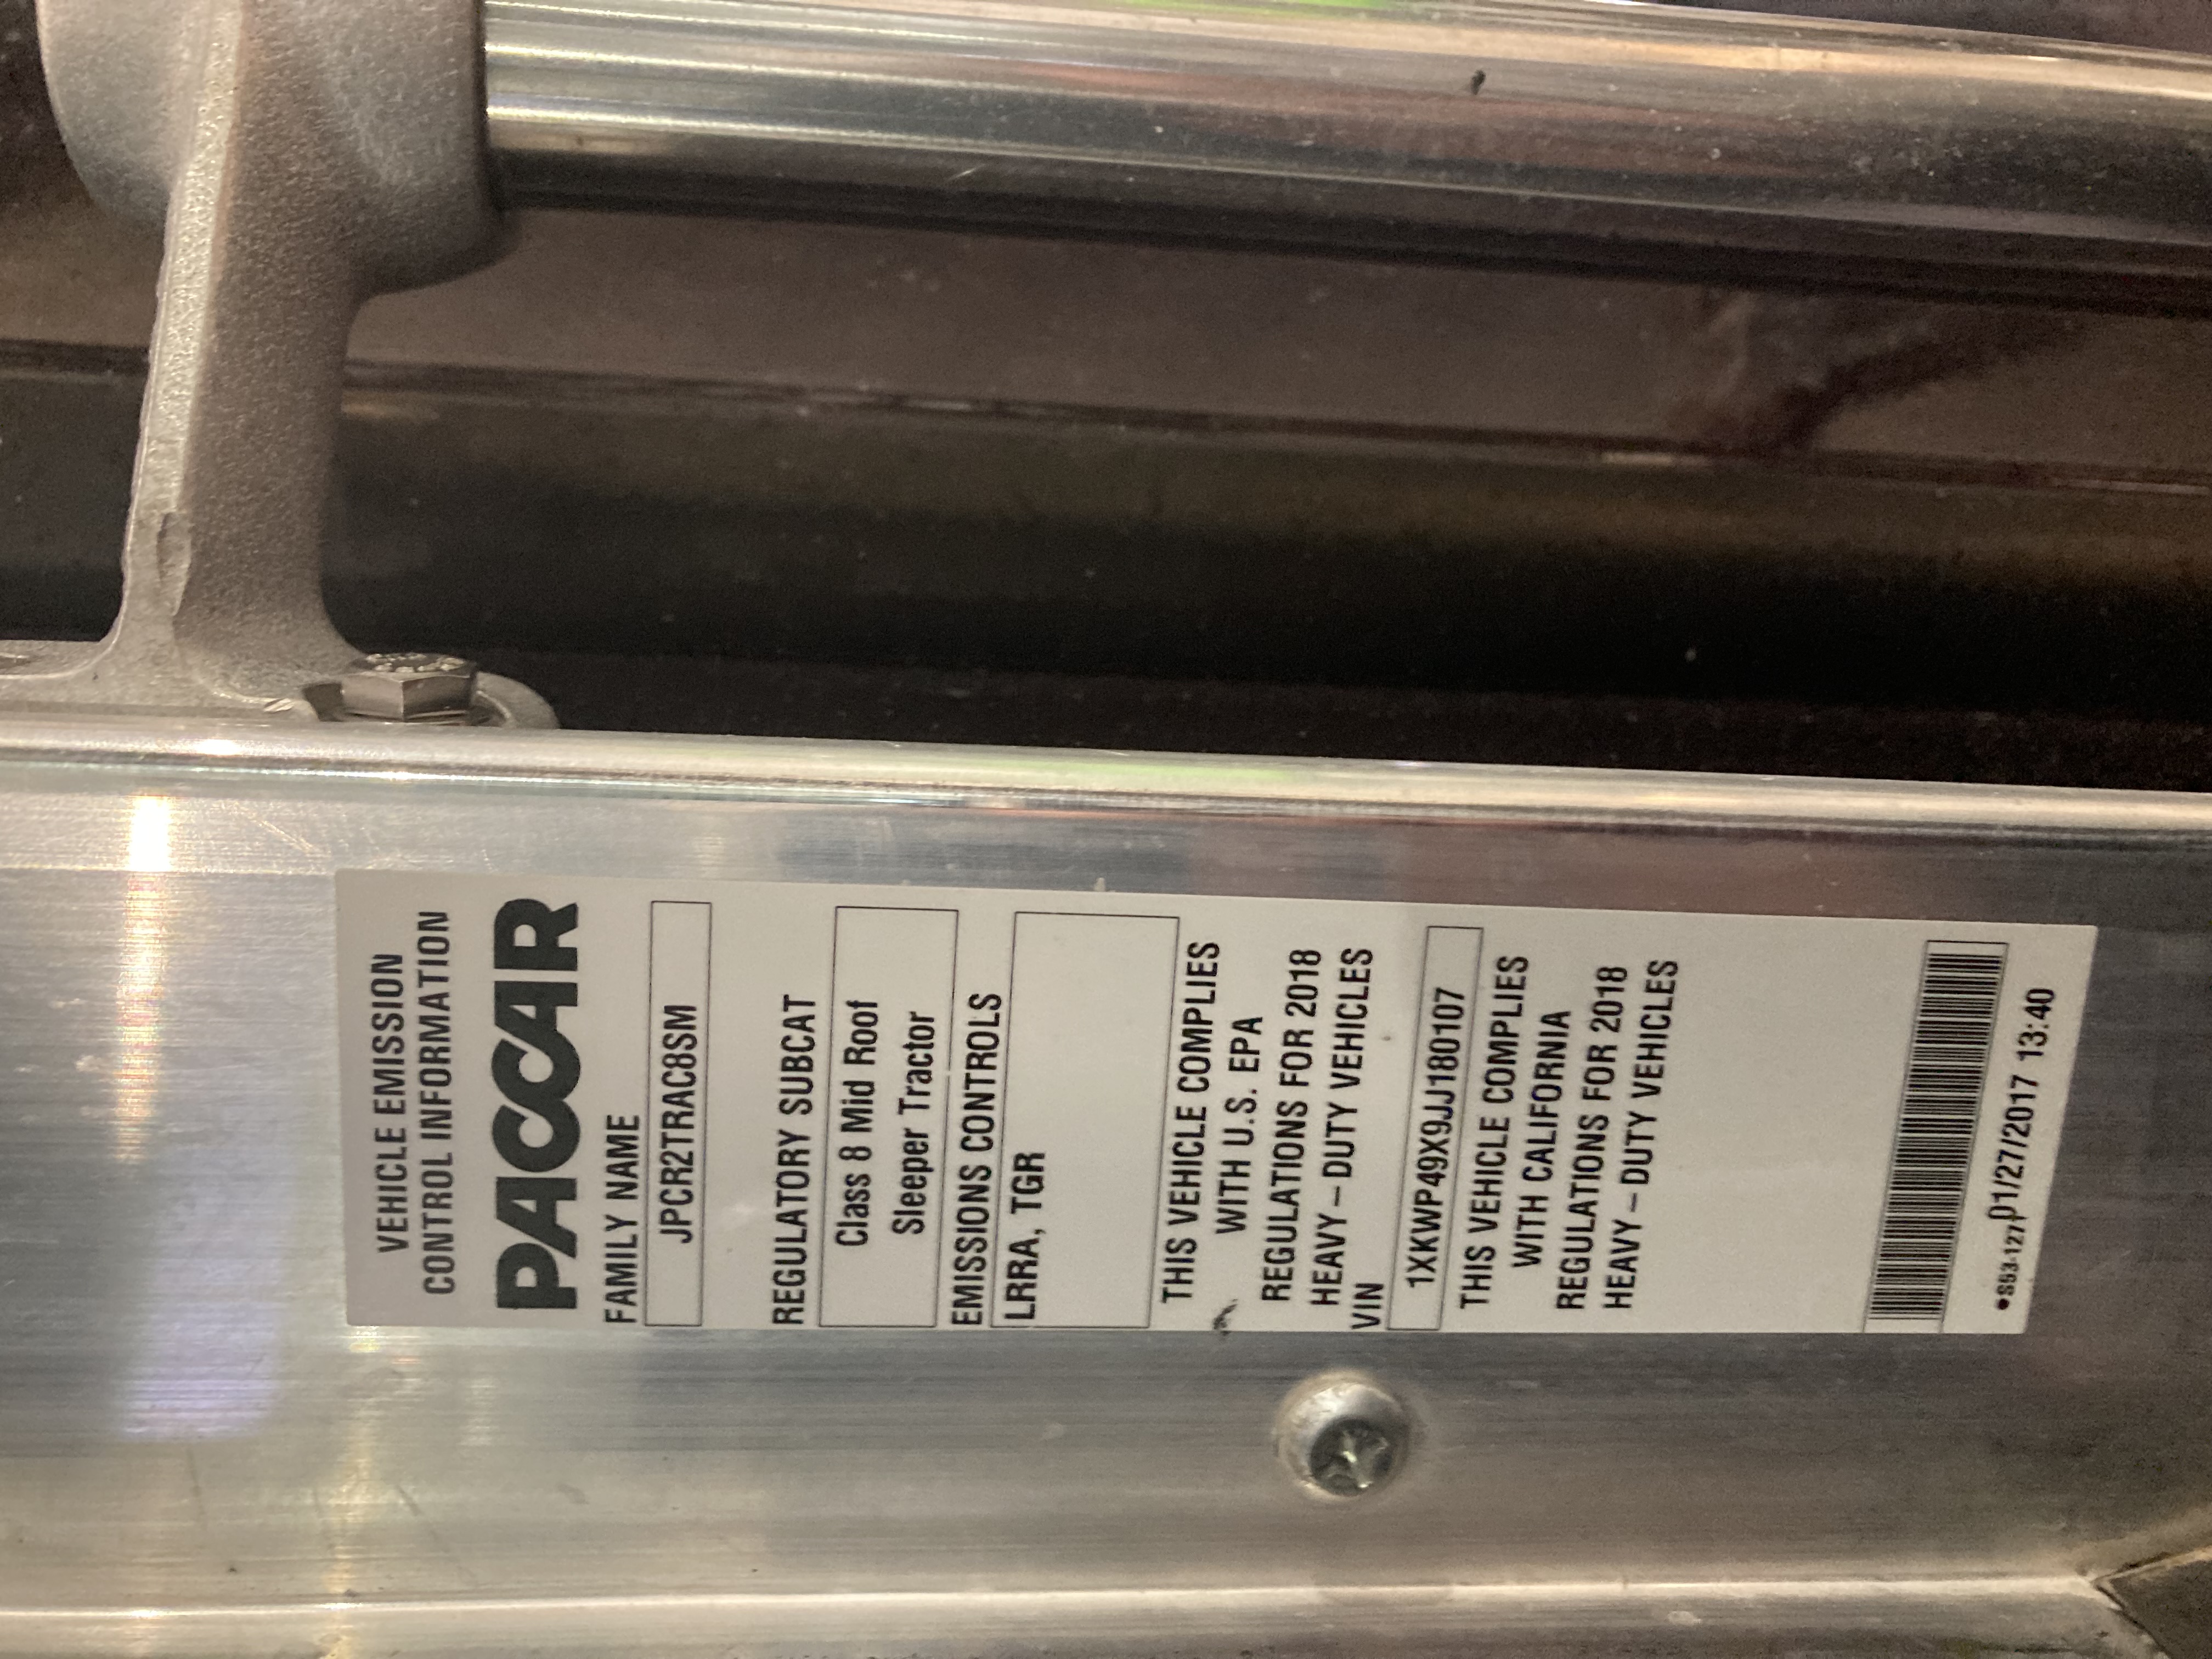 VEHICLE EMISSION
CONTROL INFORMATION
PACCAR
FAMILY NAME
JPCR2TRAC8SM
REGULATORY SUBCAT
Class 8 Mid Roof
Sleeper Tractor
EMISSIONS CONTROLS
LRRA, TGR
THIS VEHICLE COMPLIES
WITH U.S. EPA
REGULATIONS FOR 2018
HEAVY–DUTY VEHICLES
VIN
1XKWP49X9JJ180107
THIS VEHICLE COMPLIES
WITH CALIFORNIA
REGULATIONS FOR 2018
HEAVY–DUTY VEHICLES
•S53-1277 01/27/2017 13:40